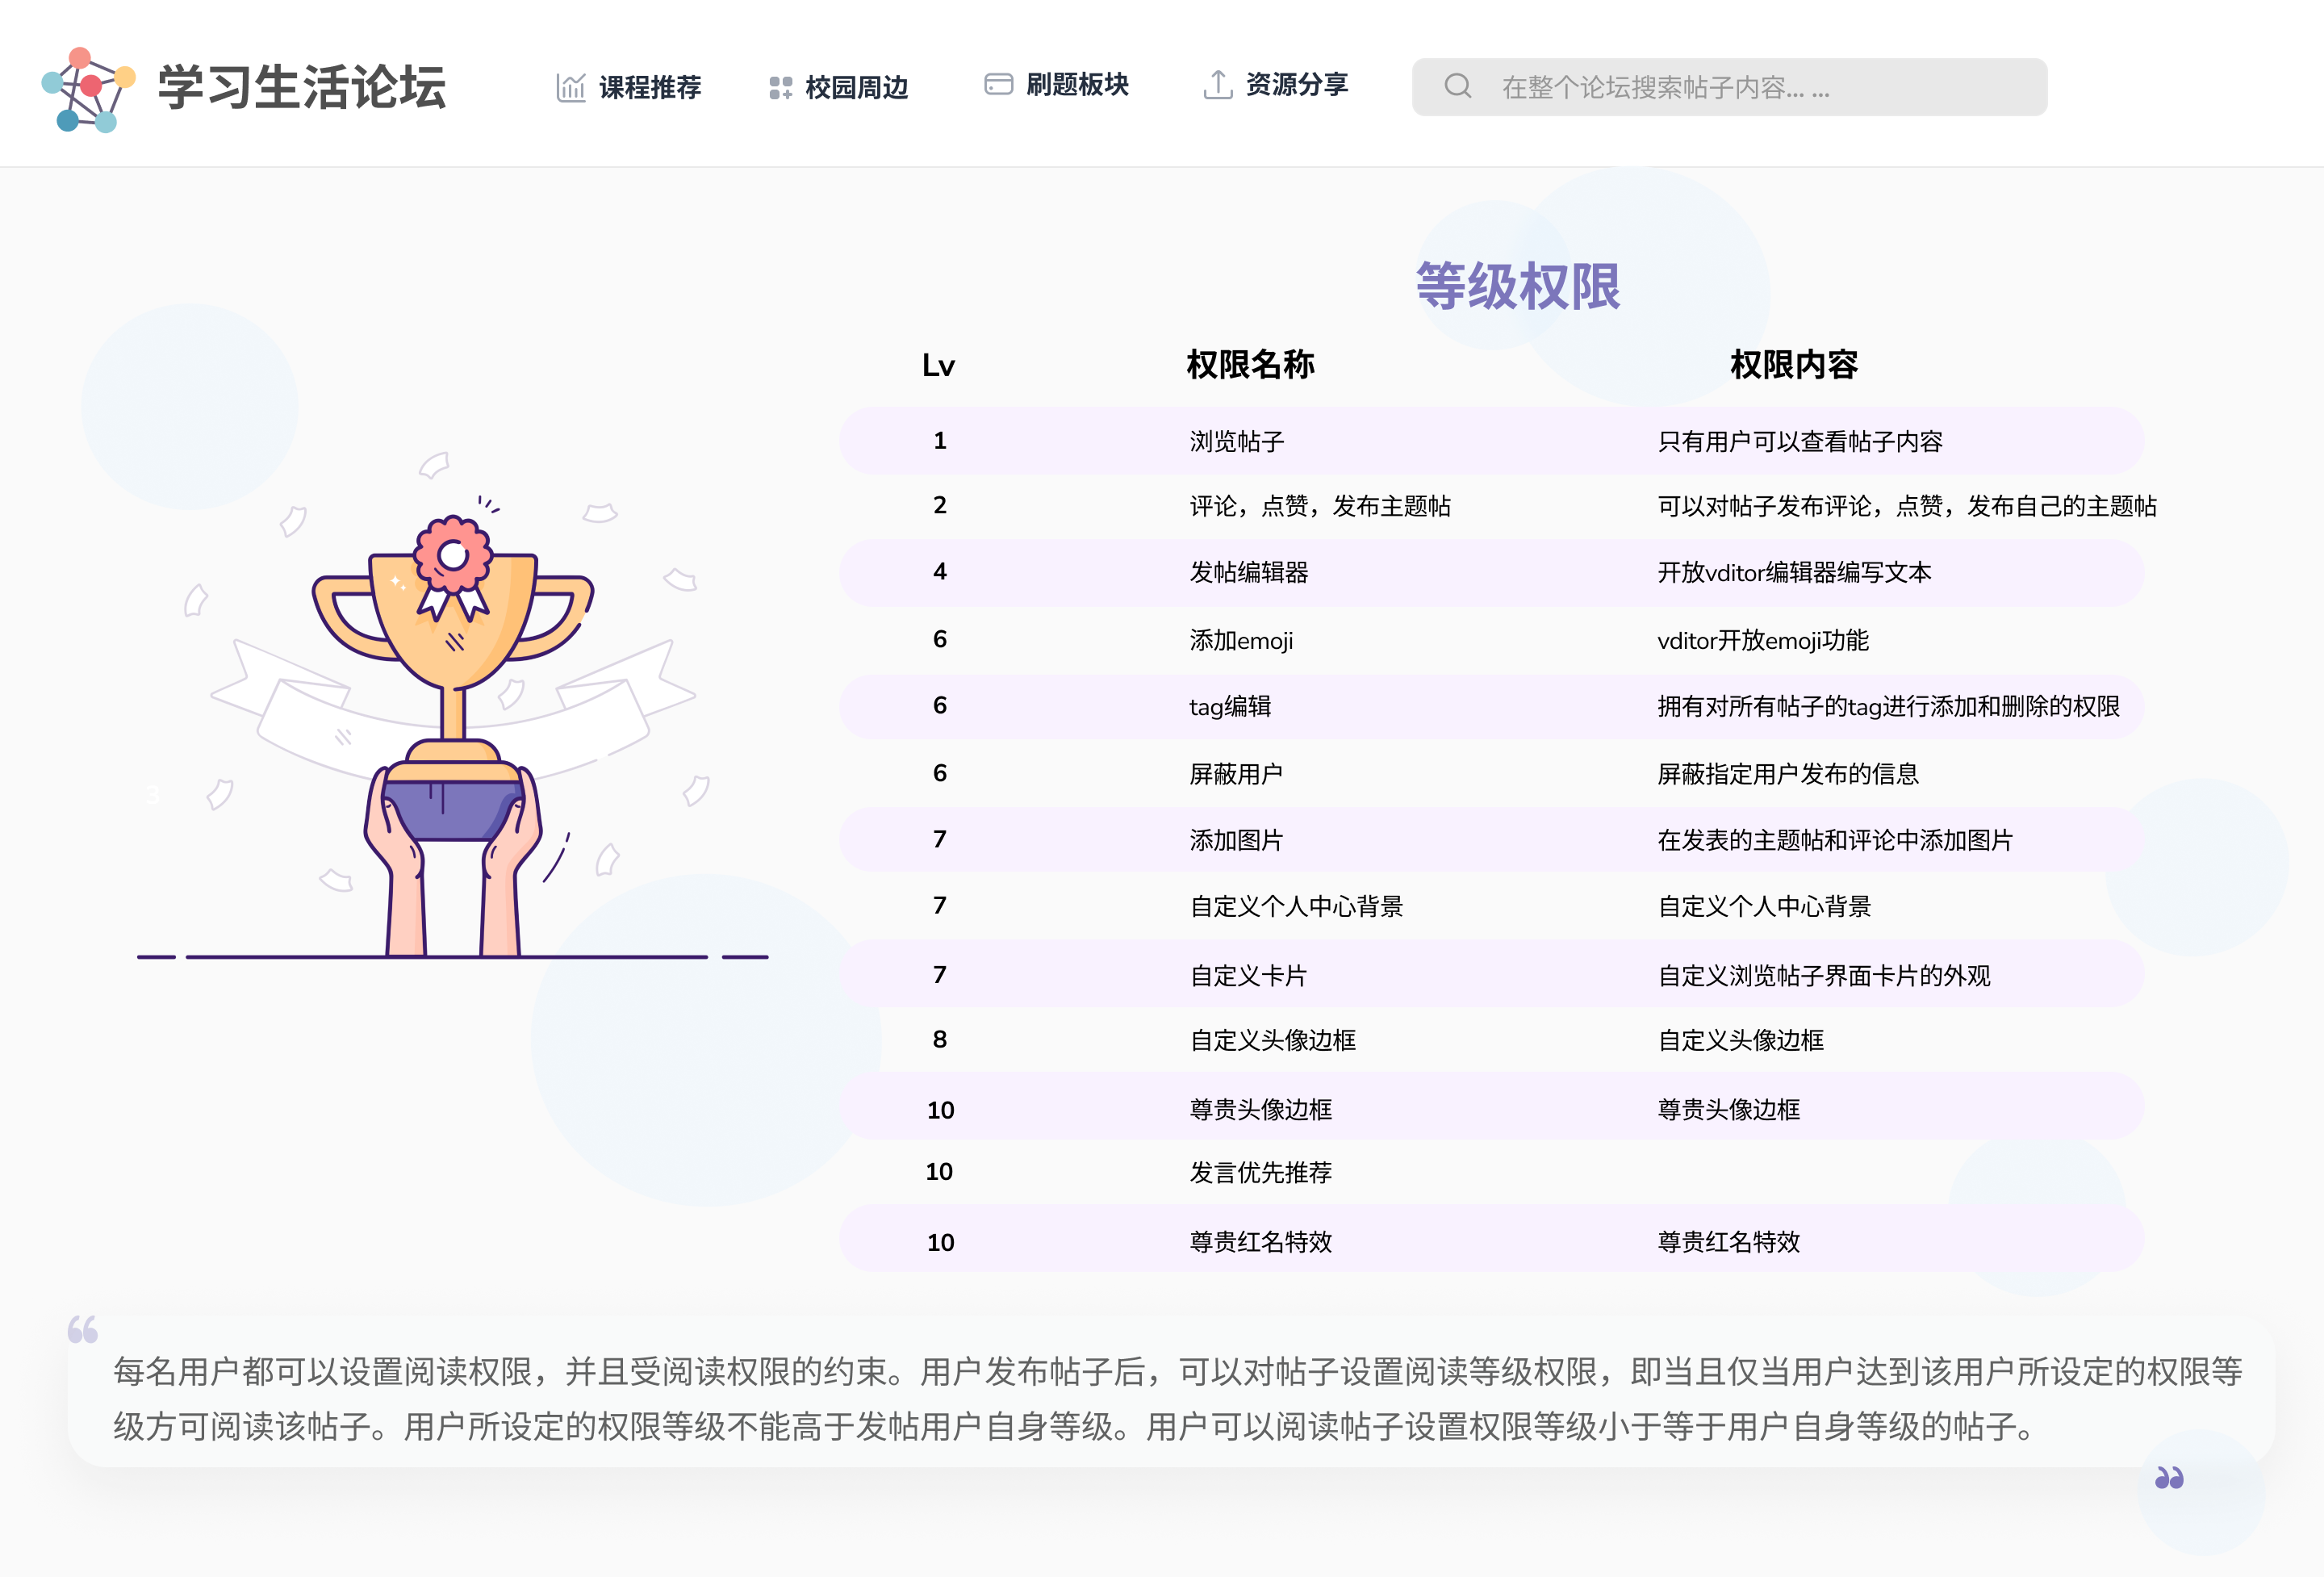 学习生活论坛
课程推荐
校园周边
刷题板块
资源分享
在整个论坛搜索帖子内容... ...
等级权限
Lv 权限名称 权限内容
1 浏览帖子 只有用户可以查看帖子内容
2 评论，点赞，发布主题帖 可以对帖子发布评论，点赞，发布自己的主题帖
4 发帖编辑器 开放vditor编辑器编写文本
6 添加emoji vditor开放emoji功能
6 tag编辑 拥有对所有帖子的tag进行添加和删除的权限
6 屏蔽用户 屏蔽指定用户发布的信息
3
7 添加图片 在发表的主题帖和评论中添加图片
7 自定义个人中心背景 自定义个人中心背景
7 自定义卡片 自定义浏览帖子界面卡片的外观
8 自定义头像边框 自定义头像边框
10 尊贵头像边框 尊贵头像边框
10 发言优先推荐
10 尊贵红名特效 尊贵红名特效
“
每名用户都可以设置阅读权限，并且受阅读权限的约束。用户发布帖子后，可以对帖子设置阅读等级权限，即当且仅当用户达到该用户所设定的权限等
级方可阅读该帖子。用户所设定的权限等级不能高于发帖用户自身等级。用户可以阅读帖子设置权限等级小于等于用户自身等级的帖子。
”